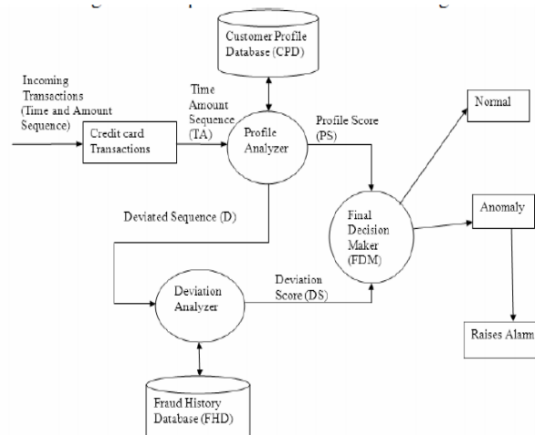 Customer Profile
Database (CPD)
Incoming
Transactions
(Time and Amount
Sequence)
Time
Amount
Sequence
(TA)
Profile Score
(PS)
Normal
Credit card
Transactions
Profile
Analyzer
Deviated Sequence (D)
Final
Decision
Maker
(FDM)
Anomaly
Deviation
Analyzer
Deviation
Score (DS)
Raises Alarm
Fraud History
Database (FHD)